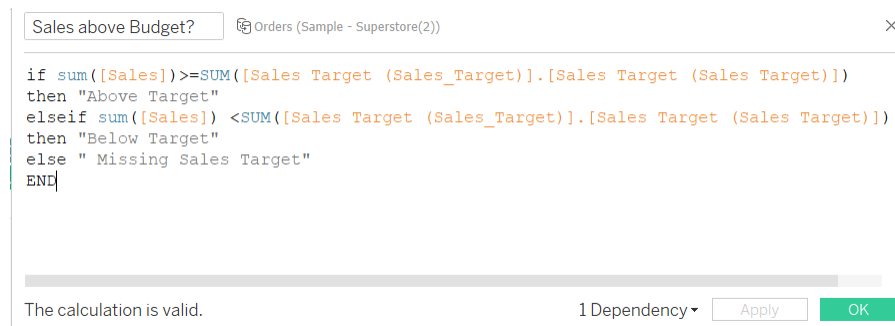 Sales above Budget?
Orders (Sample - Superstore(2))
if sum([Sales])>=SUM([Sales Target (Sales_Target)].[Sales Target (Sales Target)])
then "Above Target"
elseif sum([Sales]) <SUM([Sales Target (Sales_Target)].[Sales Target (Sales Target)])
then "Below Target"
else " Missing Sales Target"
END
The calculation is valid.
1 Dependency
Apply
OK